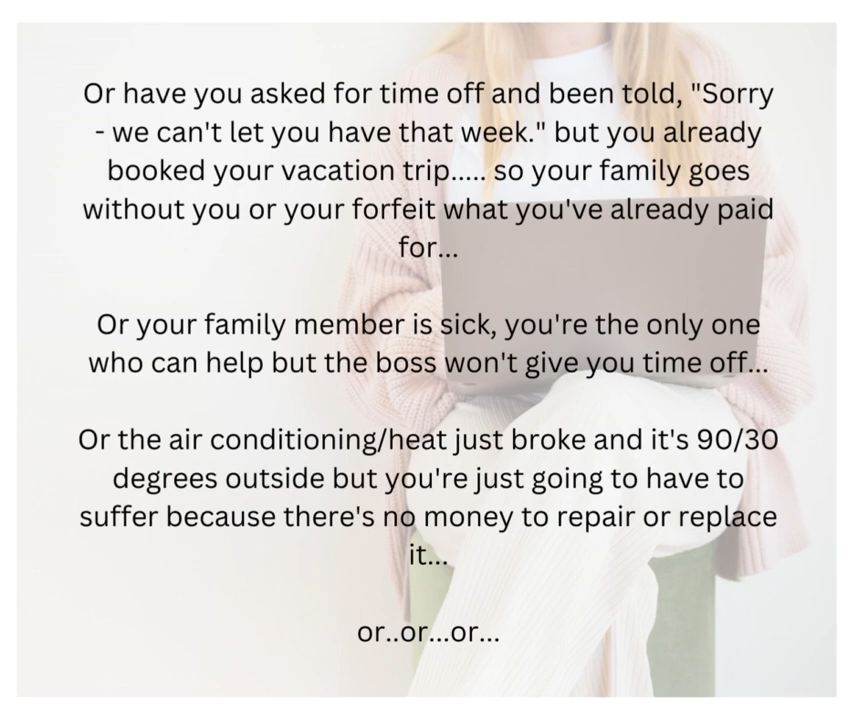 Or have you asked for time off and been told, "Sorry
- we can't let you have that week." but you already
booked your vacation trip..... so your family goes
without you or your forfeit what you've already paid
for...
Or your family member is sick, you're the only one
who can help but the boss won't give you time off...
Or the air conditioning/heat just broke and it's 90/30
degrees outside but you're just going to have to
suffer because there's no money to repair or replace
it...
or..or...or...